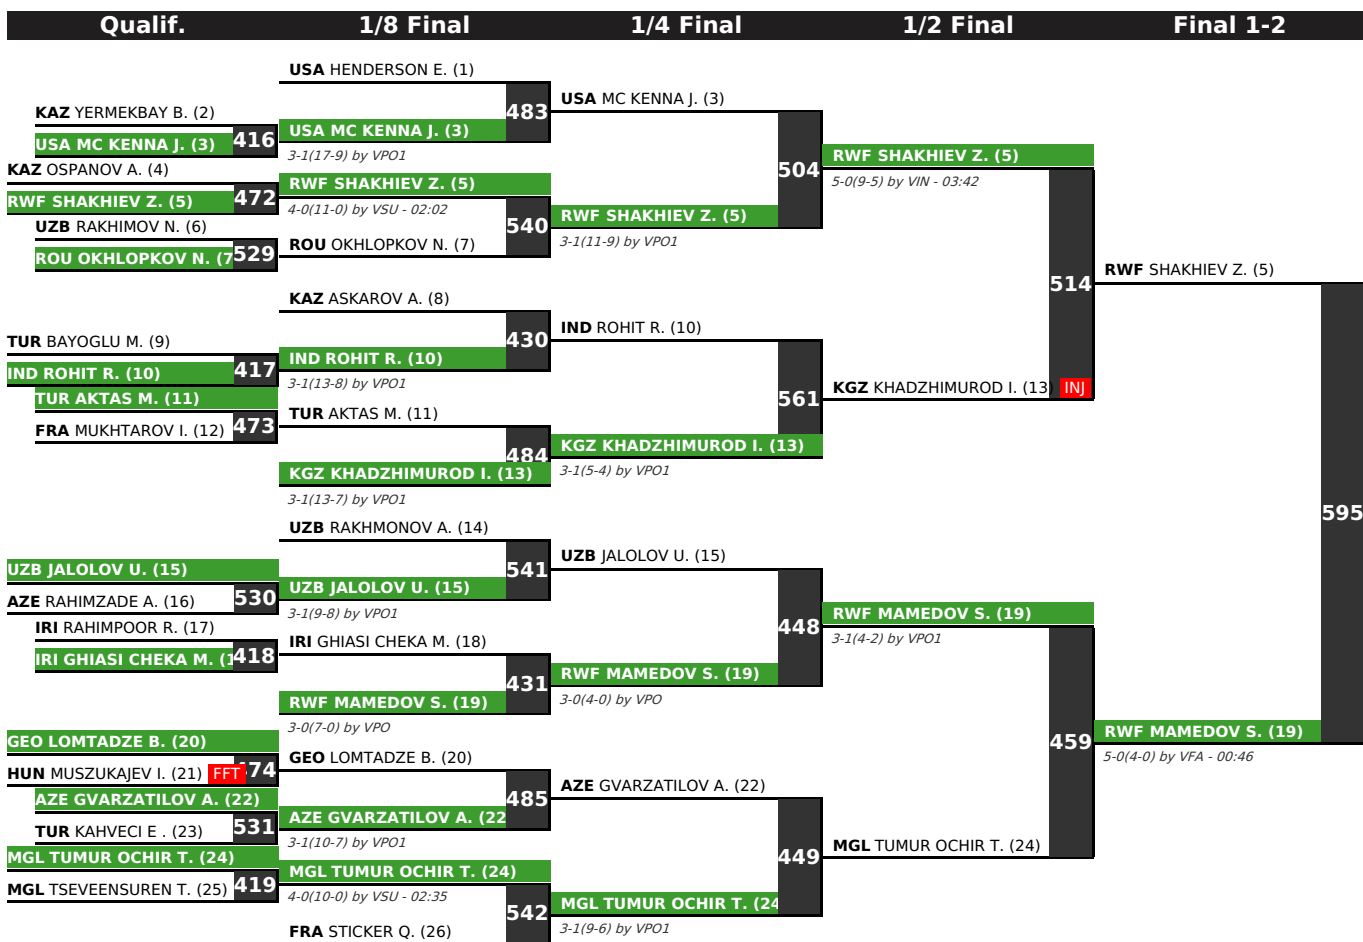 Qualif. 1/8 Final 1/4 Final 1/2 Final Final 1-2
USA HENDERSON E. (1)
KAZ YERMEKBAY B. (2)
416
USA MC KENNA J. (3)
483
USA MC KENNA J. (3)
3-1(17-9) by VPO1
USA MC KENNA J. (3)
KAZ OSPANOV A. (4)
472
RWF SHAKHIEV Z. (5)
RWF SHAKHIEV Z. (5)
4-0(11-0) by VSU - 02:02
540
UZB RAKHIMOV N. (6)
529
ROU OKHLOPKOV N. (7
ROU OKHLOPKOV N. (7)
504
RWF SHAKHIEV Z. (5)
3-1(11-9) by VPO1
RWF SHAKHIEV Z. (5)
5-0(9-5) by VIN - 03:42
KAZ ASKAROV A. (8)
430
TUR BAYOGLU M. (9)
417
IND ROHIT R. (10)
IND ROHIT R. (10)
3-1(13-8) by VPO1
IND ROHIT R. (10)
TUR AKTAS M. (11)
473
FRA MUKHTAROV I. (12)
TUR AKTAS M. (11)
484
KGZ KHADZHIMUROD I. (13)
3-1(13-7) by VPO1
561
KGZ KHADZHIMUROD I. (13)
3-1(5-4) by VPO1
514
KGZ KHADZHIMUROD I. (13) INJ
RWF SHAKHIEV Z. (5)
595
UZB RAKHMONOV A. (14)
541
UZB JALOLOV U. (15)
530
AZE RAHIMZADE A. (16)
UZB JALOLOV U. (15)
3-1(9-8) by VPO1
UZB JALOLOV U. (15)
IRI RAHIMPOOR R. (17)
418
IRI GHIASI CHEKA M. (1
IRI GHIASI CHEKA M. (18)
431
RWF MAMEDOV S. (19)
3-0(7-0) by VPO
448
RWF MAMEDOV S. (19)
3-0(4-0) by VPO
RWF MAMEDOV S. (19)
3-1(4-2) by VPO1
GEO LOMTADZE B. (20)
HUN MUSZUKAJEV I. (21) FFT 74
GEO LOMTADZE B. (20)
485
AZE GVARZATILOV A. (22)
531
TUR KAHVECI E . (23)
AZE GVARZATILOV A. (22
3-1(10-7) by VPO1
AZE GVARZATILOV A. (22)
MGL TUMUR OCHIR T. (24)
419
MGL TSEVEENSUREN T. (25)
MGL TUMUR OCHIR T. (24)
4-0(10-0) by VSU - 02:35
542
FRA STICKER Q. (26)
449
MGL TUMUR OCHIR T. (24
3-1(9-6) by VPO1
459
MGL TUMUR OCHIR T. (24)
RWF MAMEDOV S. (19)
5-0(4-0) by VFA - 00:46